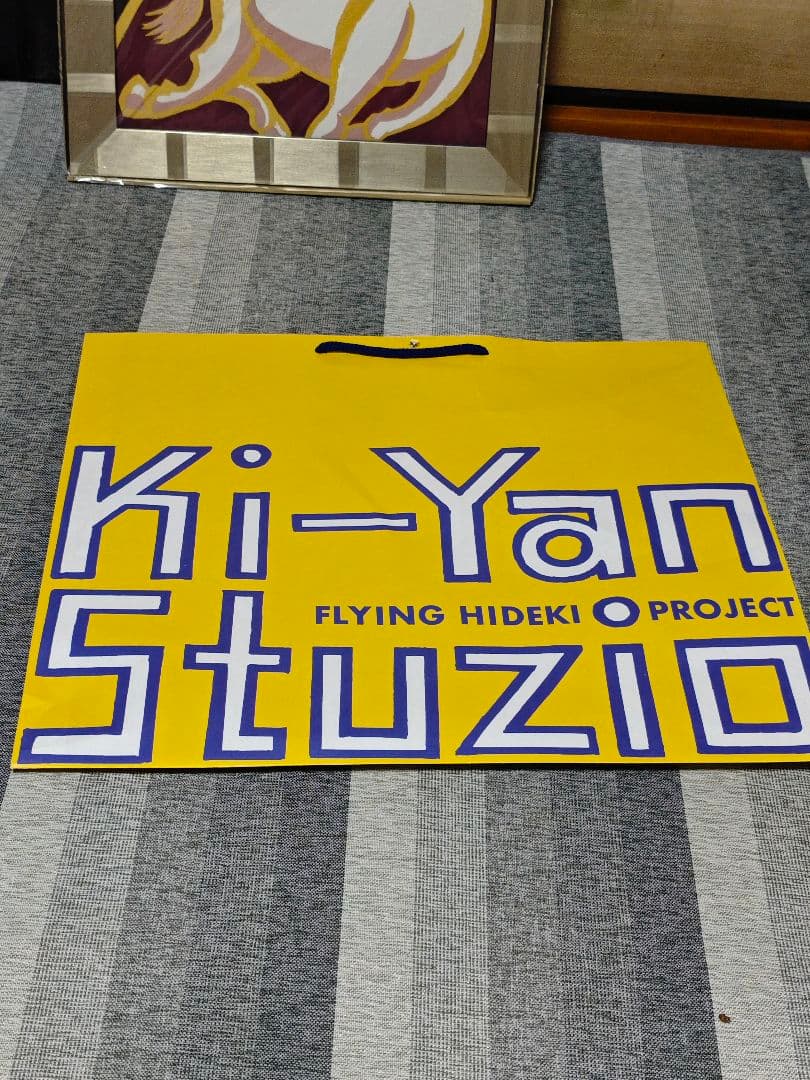 Ki-Yan
FLYING HIDEKI PROJECT
Stuzio